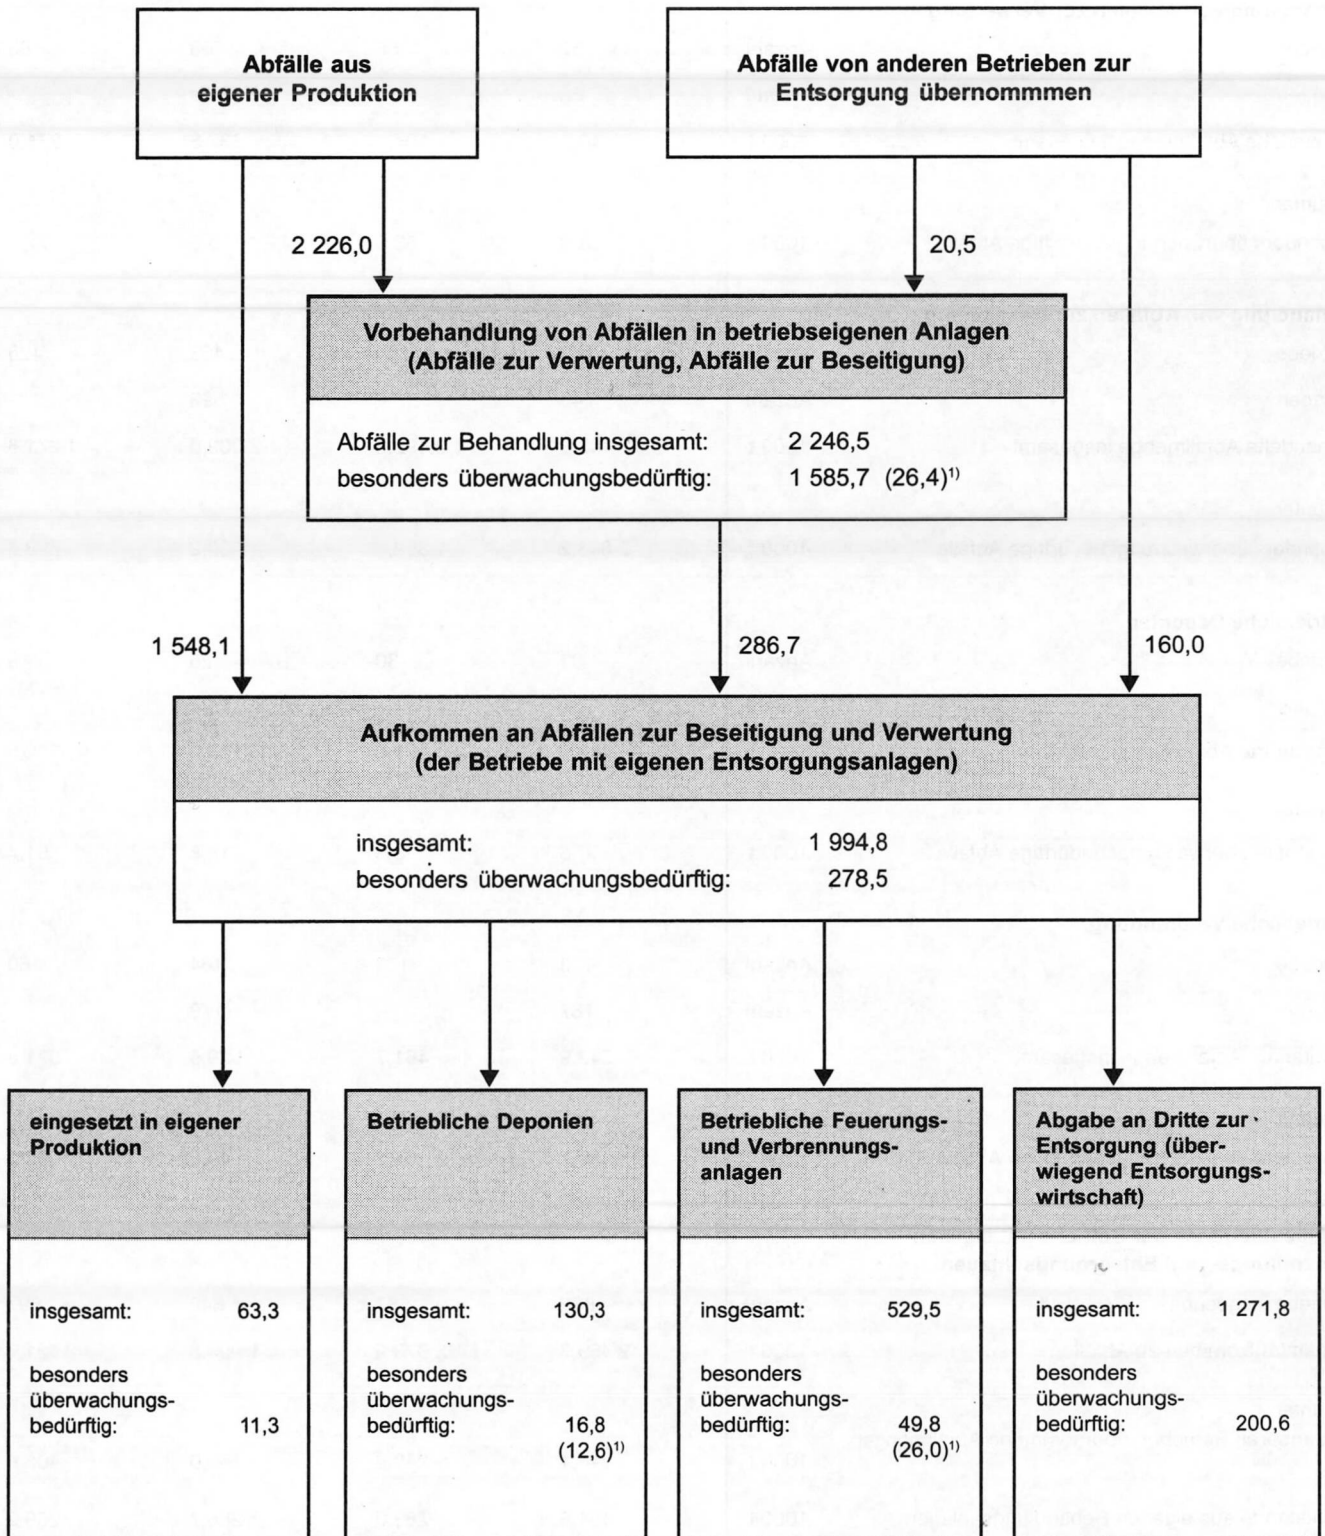 Abfälle aus
eigener Produktion
Abfälle von anderen Betrieben zur
Entsorgung übernommmen
2 226,0
20,5
Vorbehandlung von Abfällen in betriebseigenen Anlagen
(Abfälle zur Verwertung, Abfälle zur Beseitigung)
Abfälle zur Behandlung insgesamt: 2 246,5
besonders überwachungsbedürftig: 1 585,7 (26,4)¹⁾
1 548,1
286,7
160,0
Aufkommen an Abfällen zur Beseitigung und Verwertung
(der Betriebe mit eigenen Entsorgungsanlagen)
insgesamt: 1 994,8
besonders überwachungsbedürftig: 278,5
eingesetzt in eigener
Produktion
insgesamt: 63,3
besonders
überwachungs-
bedürftig: 11,3
Betriebliche Deponien
insgesamt: 130,3
besonders
überwachungs-
bedürftig: 16,8
(12,6)¹⁾
Betriebliche Feuerungs-
und Verbrennungs-
anlagen
insgesamt: 529,5
besonders
überwachungs-
bedürftig: 49,8
(26,0)¹⁾
Abgabe an Dritte zur
Entsorgung (über-
wiegend Entsorgungs-
wirtschaft)
insgesamt: 1 271,8
besonders
überwachungs-
bedürftig: 200,6